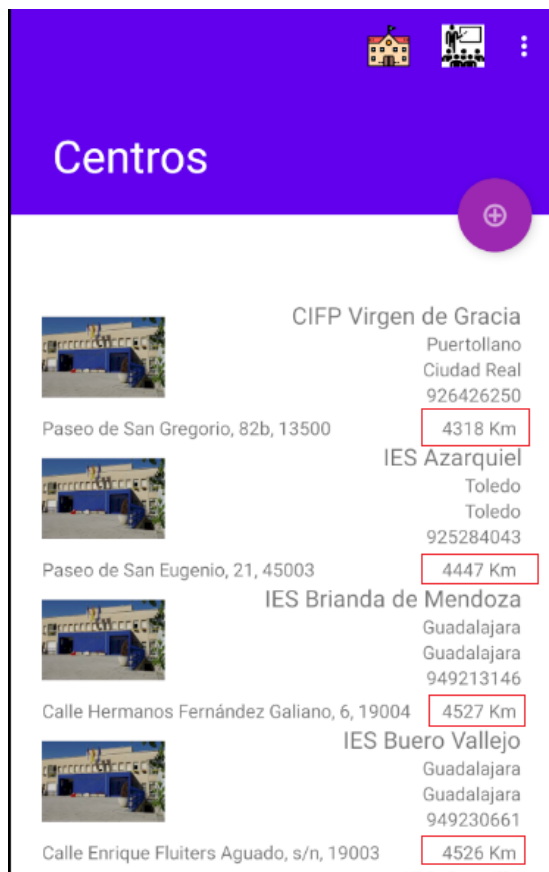 Centros
CIFP Virgen de Gracia
Puertollano
Ciudad Real
926426250
Paseo de San Gregorio, 82b, 13500 4318 Km
IES Azarquiel
Toledo
Toledo
925284043
Paseo de San Eugenio, 21, 45003 4447 Km
IES Brianda de Mendoza
Guadalajara
Guadalajara
949213146
Calle Hermanos Fernández Galiano, 6, 19004 4527 Km
IES Buero Vallejo
Guadalajara
Guadalajara
949230661
Calle Enrique Fluiters Aguado, s/n, 19003 4526 Km